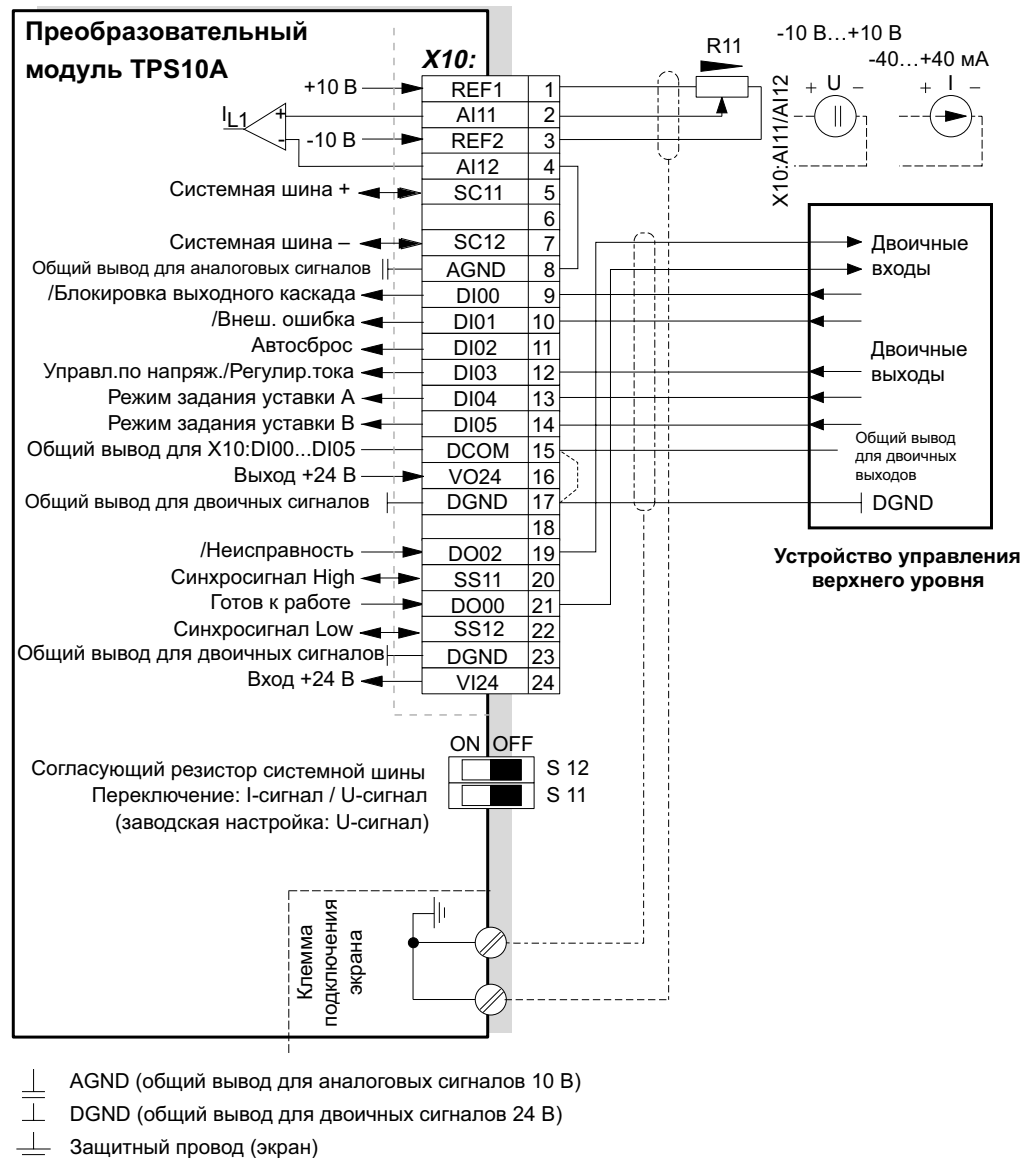 Преобразовательный
модуль TPS10A
X10:
+10 В
REF1 1
AI11 2
IL1
+
-
-10 В
REF2 3
AI12 4
Системная шина +
SC11 5
6
Системная шина –
SC12 7
Общий вывод для аналоговых сигналов
AGND 8
/Блокировка выходного каскада
DI00 9
/Внеш. ошибка
DI01 10
Автосброс
DI02 11
Управл.по напряж./Регулир.тока
DI03 12
Режим задания уставки А
DI04 13
Режим задания уставки В
DI05 14
Общий вывод для X10:DI00...DI05
DCOM 15
Выход +24 В
VO24 16
Общий вывод для двоичных сигналов
DGND 17
18
/Неисправность
DO02 19
Синхросигнал High
SS11 20
Готов к работе
DO00 21
Синхросигнал Low
SS12 22
Общий вывод для двоичных сигналов
DGND 23
Вход +24 В
VI24 24
R11
-10 В...+10 В
-40...+40 мА
+ U –
+ I –
X10:AI11/AI12
Двоичные
входы
Двоичные
выходы
Общий вывод
для двоичных
выходов
DGND
Устройство управления
верхнего уровня
ON OFF
Согласующий резистор системной шины
S 12
Переключение: I-сигнал / U-сигнал
S 11
(заводская настройка: U-сигнал)
Клемма
подключения
экрана
AGND (общий вывод для аналоговых сигналов 10 В)
DGND (общий вывод для двоичных сигналов 24 В)
Защитный провод (экран)